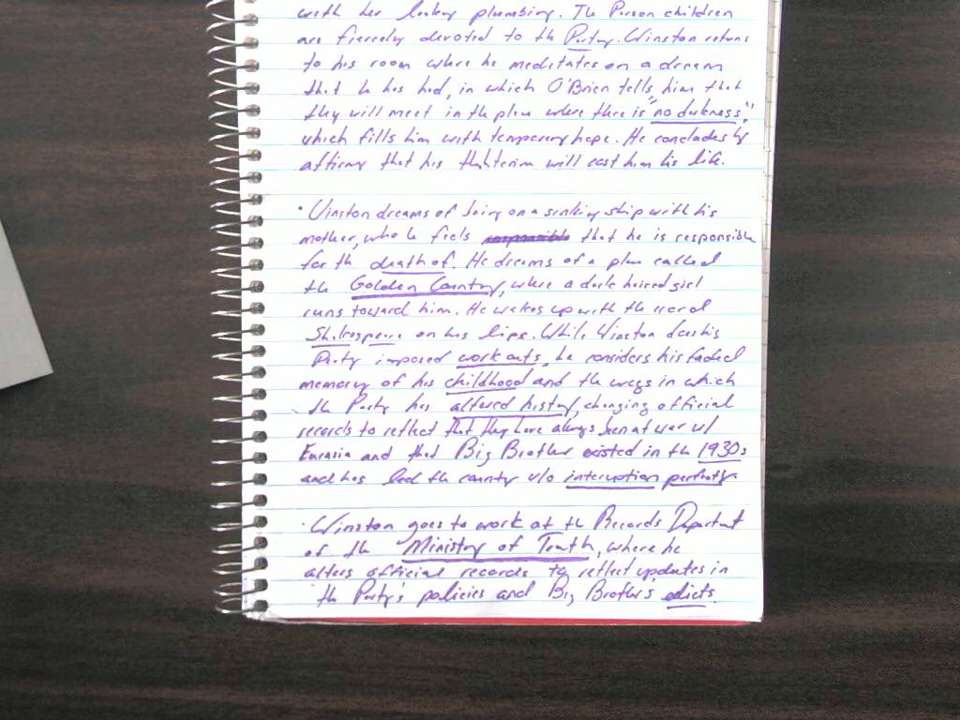 with her leaky plumbing. The Parson children
are fiercely devoted to the Party. Winston returns
to his room where he meditates on a dream
that he has had, in which O'Brien tells him that
they will meet in the place where there is "no darkness,"
which fills him with temporary hope. He concludes by
affirming that his will cost him his life.
• Winston dreams of being on a sinking ship with his
mother, who he feels that he is responsible
for the death of. He dreams of a place called
the Golden Country, where a dark haired girl
runs toward him. He wakes up with the word
Shakespeare on his lips. While Winston does his
Party imposed workouts, he considers his faded
memory of his childhood and the ways in which
the Party has altered history, changing official
records to reflect that they have always been at war w/
Eurasia and that Big Brother existed in the 1930s
and has led the country w/o interruption
• Winston goes to work at the Records Department
of the Ministry of Truth, where he
alters official records to reflect updates in
the Party's policies and Big Brother's edicts.